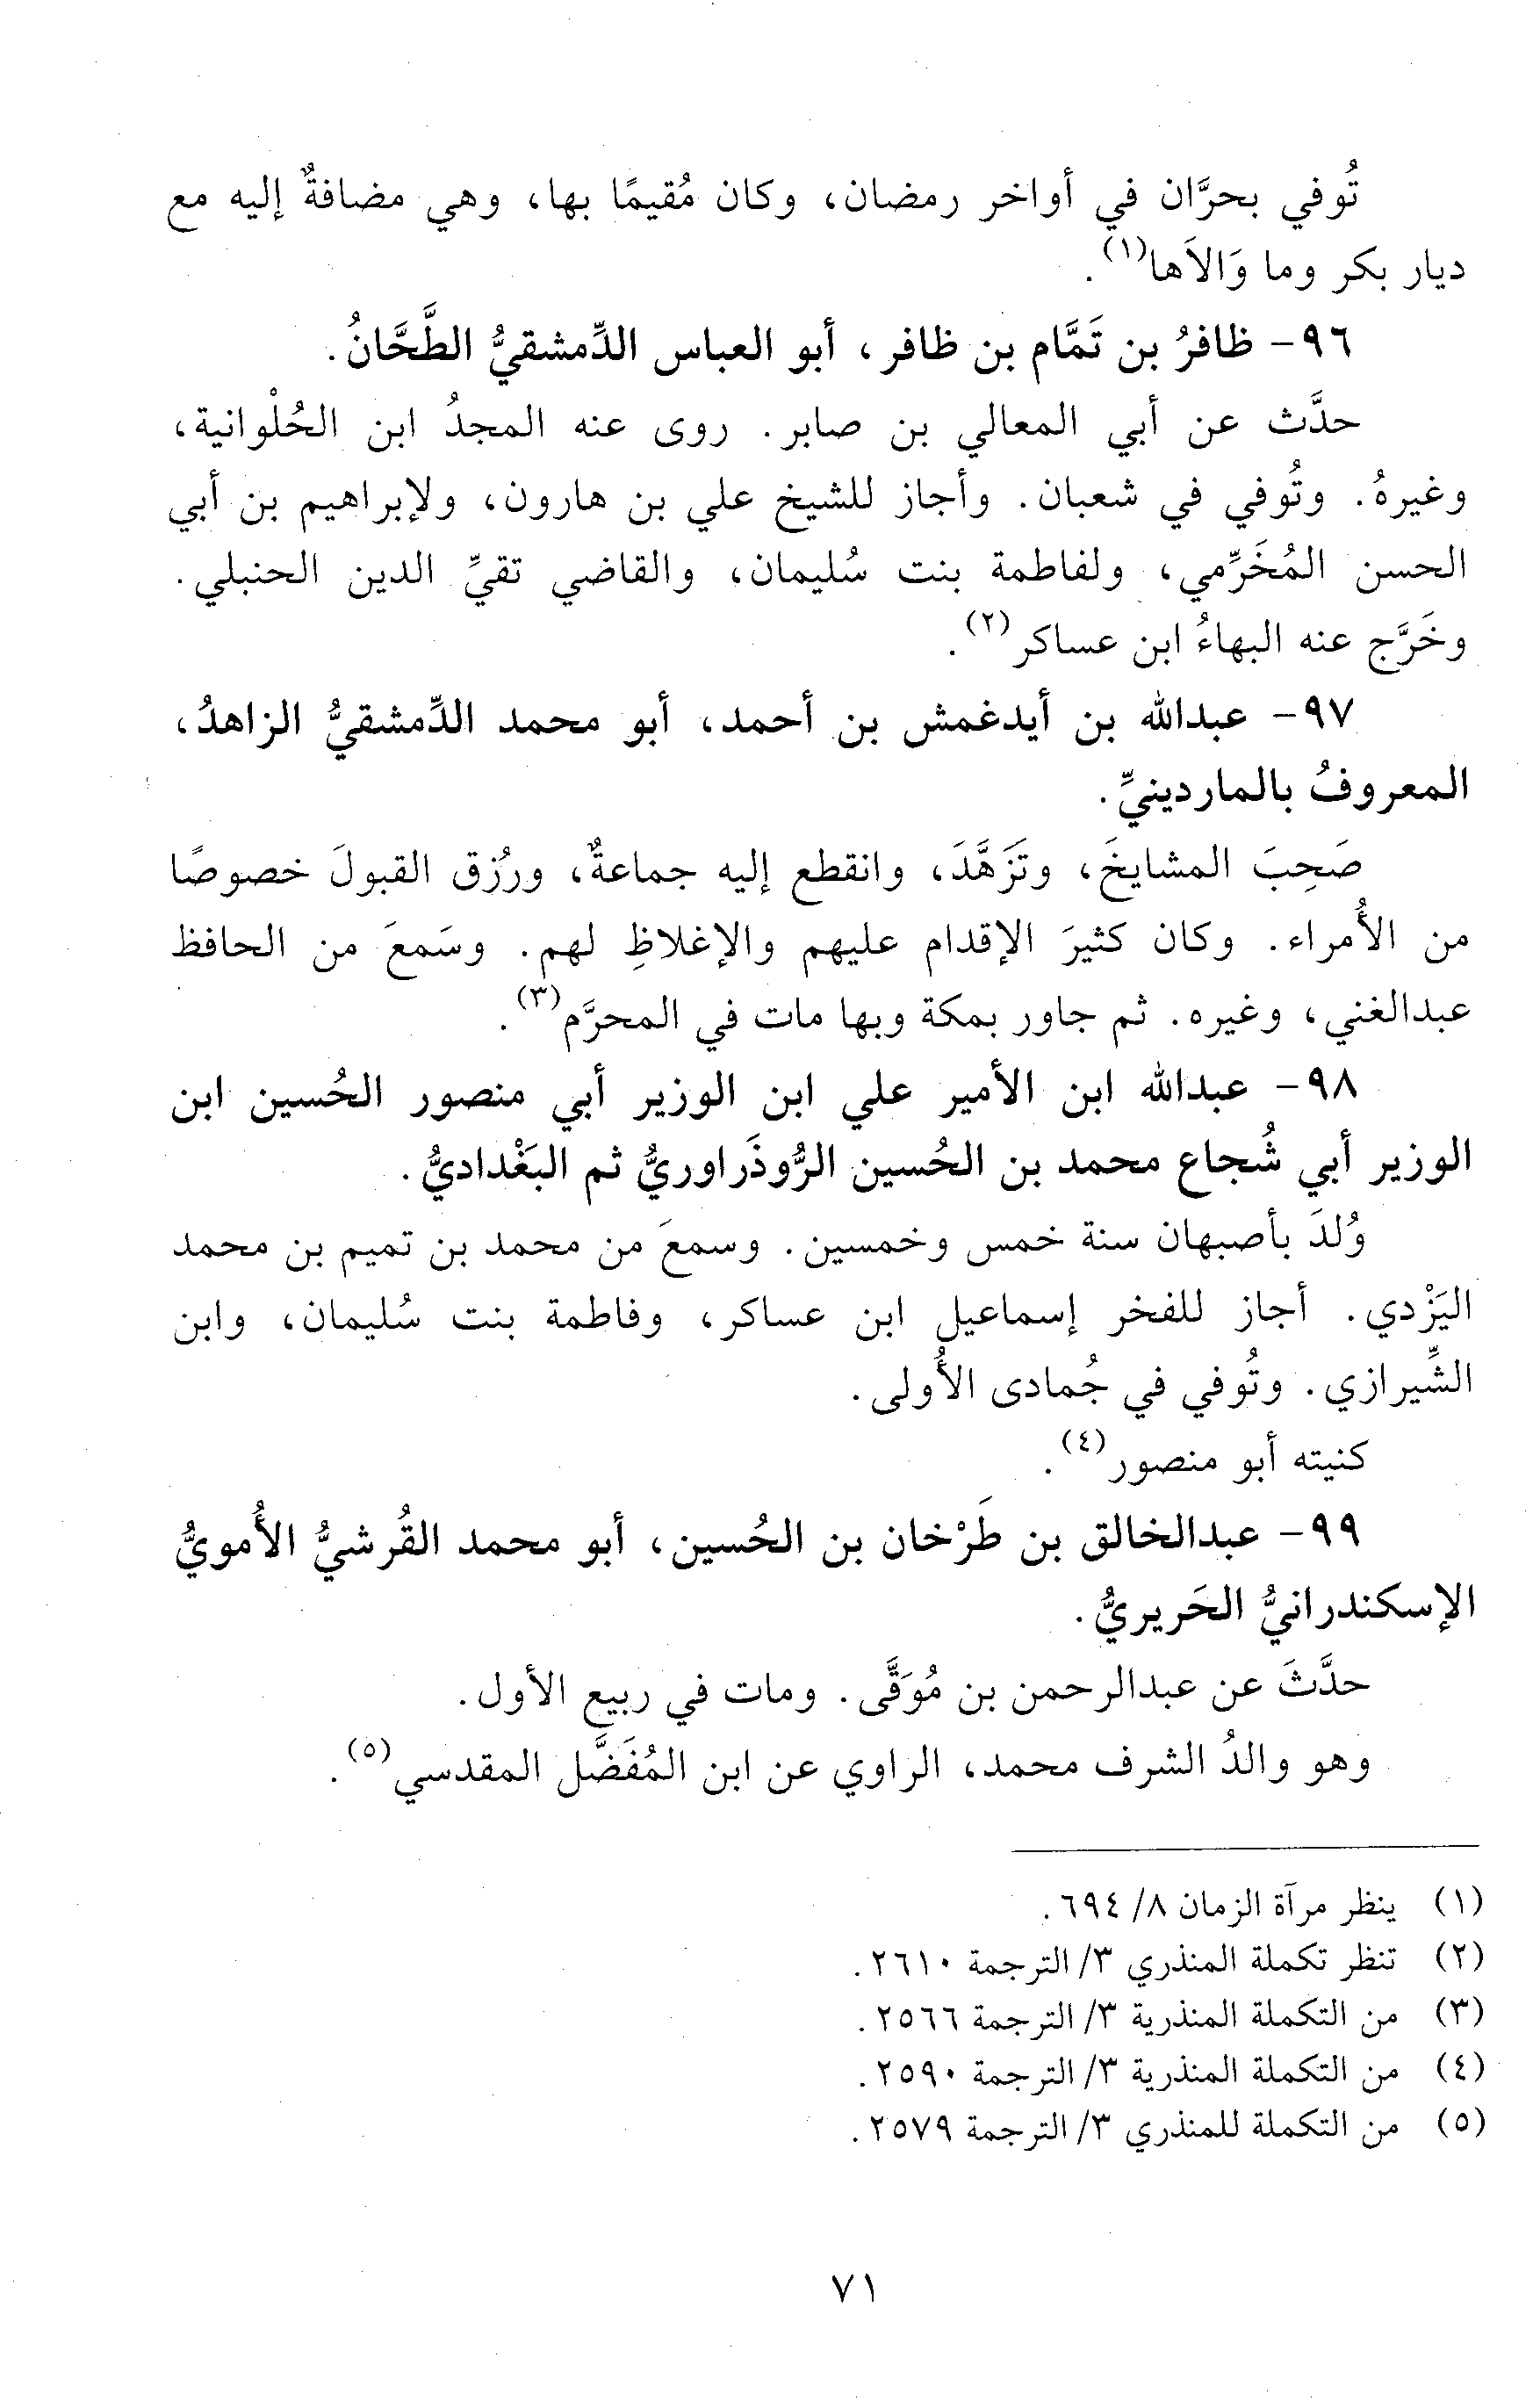 تُوفي بحرَّان في أواخر رمضان، وكان مُقيمًا بها، وهي مضافةٌ إليه مع
ديار بكر وما وَالاَها(١).
٩٦- ظافرُ بن تَمَّام بن ظافر، أبو العباس الدِّمشقيُّ الطَّحَّانُ.
حدَّث عن أبي المعالي بن صابر. روى عنه المجدُ ابن الحُلْوانية،
وغيرهُ. وتُوفي في شعبان. وأجاز للشيخ علي بن هارون، ولإبراهيم بن أبي
الحسن المُخَرِّمي، ولفاطمة بنت سُليمان، والقاضي تقيِّ الدين الحنبلي.
وخَرَّج عنه البهاءُ ابن عساكر(٢).
٩٧- عبدالله بن أيدغمش بن أحمد، أبو محمد الدِّمشقيُّ الزاهدُ،
المعروفُ بالماردينيِّ.
صَحِبَ المشايخَ، وتَزَهَّدَ، وانقطع إليه جماعةٌ، ورُزق القبولَ خصوصًا
من الأُمراء. وكان كثيرَ الإقدام عليهم والإغلاظِ لهم. وسَمعَ من الحافظ
عبدالغني، وغيره. ثم جاور بمكة وبها مات في المحرَّم(٣).
٩٨- عبدالله ابن الأمير علي ابن الوزير أبي منصور الحُسين ابن
الوزير أبي شُجاع محمد بن الحُسين الرُّوذَراوريُّ ثم البَغْداديُّ.
وُلدَ بأصبهان سنة خمس وخمسين. وسمعَ من محمد بن تميم بن محمد
اليَزْدي. أجاز للفخر إسماعيل ابن عساكر، وفاطمة بنت سُليمان، وابن
الشِّيرازي. وتُوفي في جُمادى الأُولى.
كنيته أبو منصور(٤).
٩٩- عبدالخالق بن طَرْخان بن الحُسين، أبو محمد القُرشيُّ الأُمويُّ
الإسكندرانيُّ الحَريريُّ.
حدَّثَ عن عبدالرحمن بن مُوَقَّى. ومات في ربيع الأول.
وهو والدُ الشرف محمد، الراوي عن ابن المُفَضَّل المقدسي(٥).
(١) ينظر مرآة الزمان ٨/ ٦٩٤.
(٢) تنظر تكملة المنذري ٣/ الترجمة ٢٦١٠.
(٣) من التكملة المنذرية ٣/ الترجمة ٢٥٦٦.
(٤) من التكملة المنذرية ٣/ الترجمة ٢٥٩٠.
(٥) من التكملة للمنذري ٣/ الترجمة ٢٥٧٩.
٧١